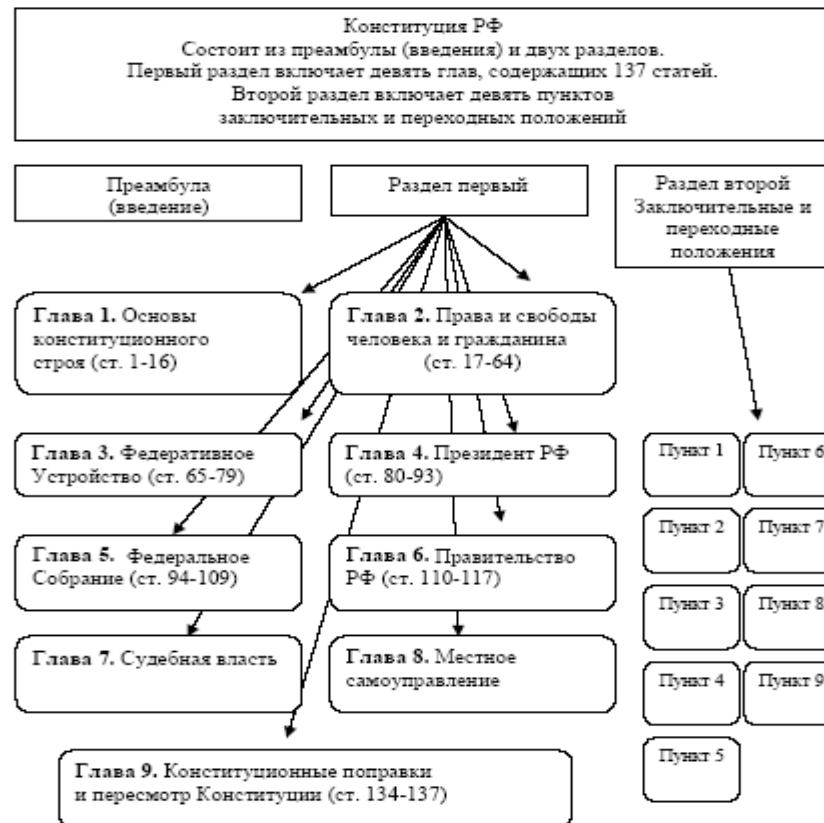 Конституция РФ
Состоит из преамбулы (введения) и двух разделов.
Первый раздел включает девять глав, содержащих 137 статей.
Второй раздел включает девять пунктов
заключительных и переходных положений
Преамбула
(введение)
Раздел первый
Раздел второй
Заключительные и
переходные
положения
Глава 1. Основы
конституционного
строя (ст. 1-16)
Глава 2. Права и свободы
человека и гражданина
(ст. 17-64)
Глава 3. Федеративное
Устройство (ст. 65-79)
Глава 4. Президент РФ
(ст. 80-93)
Глава 5. Федеральное
Собрание (ст. 94-109)
Глава 6. Правительство
РФ (ст. 110-117)
Глава 7. Судебная власть
Глава 8. Местное
самоуправление
Глава 9. Конституционные поправки
и пересмотр Конституции (ст. 134-137)
Пункт 1
Пункт 6
Пункт 2
Пункт 7
Пункт 3
Пункт 8
Пункт 4
Пункт 9
Пункт 5